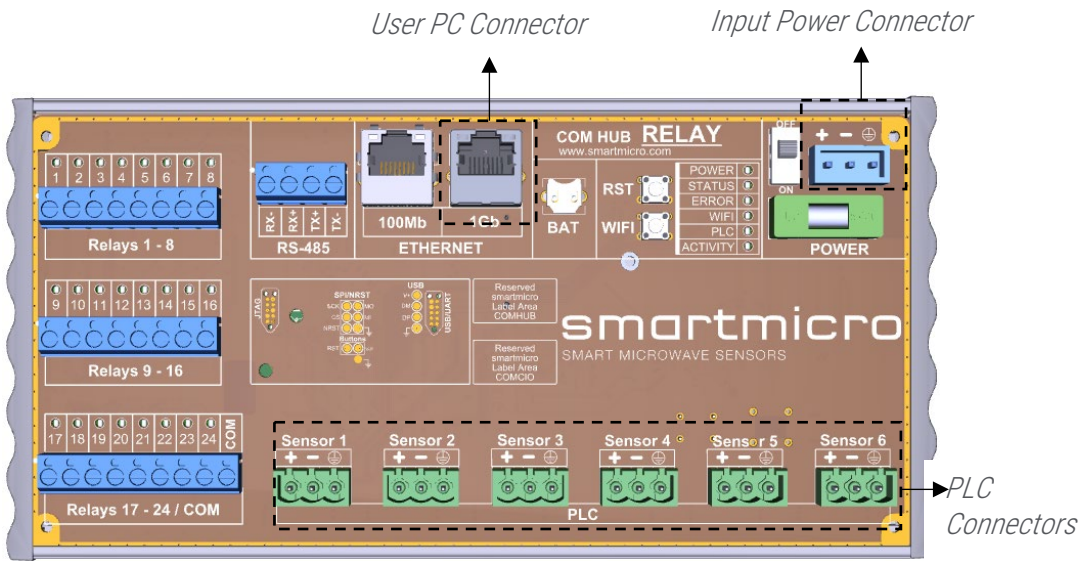 User PC Connector
Input Power Connector
COM HUB RELAY
www.smartmicro.com
OFF
ON
+ -
POWER
1 2 3 4 5 6 7 8
Relays 1 - 8
RX- RX+ TX+ TX-
RS-485
100Mb 1Gb
ETHERNET
BAT
RST
WIFI
POWER
STATUS
ERROR
WIFI
PLC
ACTIVITY
9 10 11 12 13 14 15 16
Relays 9 - 16
JTAG
SPI/NRST
NRST
Buttons
RST
USB
V+
DM
DP
USB/UART
Reserved
smartmicro
Label Area
COMHUB
Reserved
smartmicro
Label Area
COMCIO
smartmicro
SMART MICROWAVE SENSORS
17 18 19 20 21 22 23 24 COM
Relays 17 - 24 / COM
Sensor 1 Sensor 2 Sensor 3 Sensor 4 Sensor 5 Sensor 6
+ - + - + - + - + - + -
PLC
PLC
Connectors